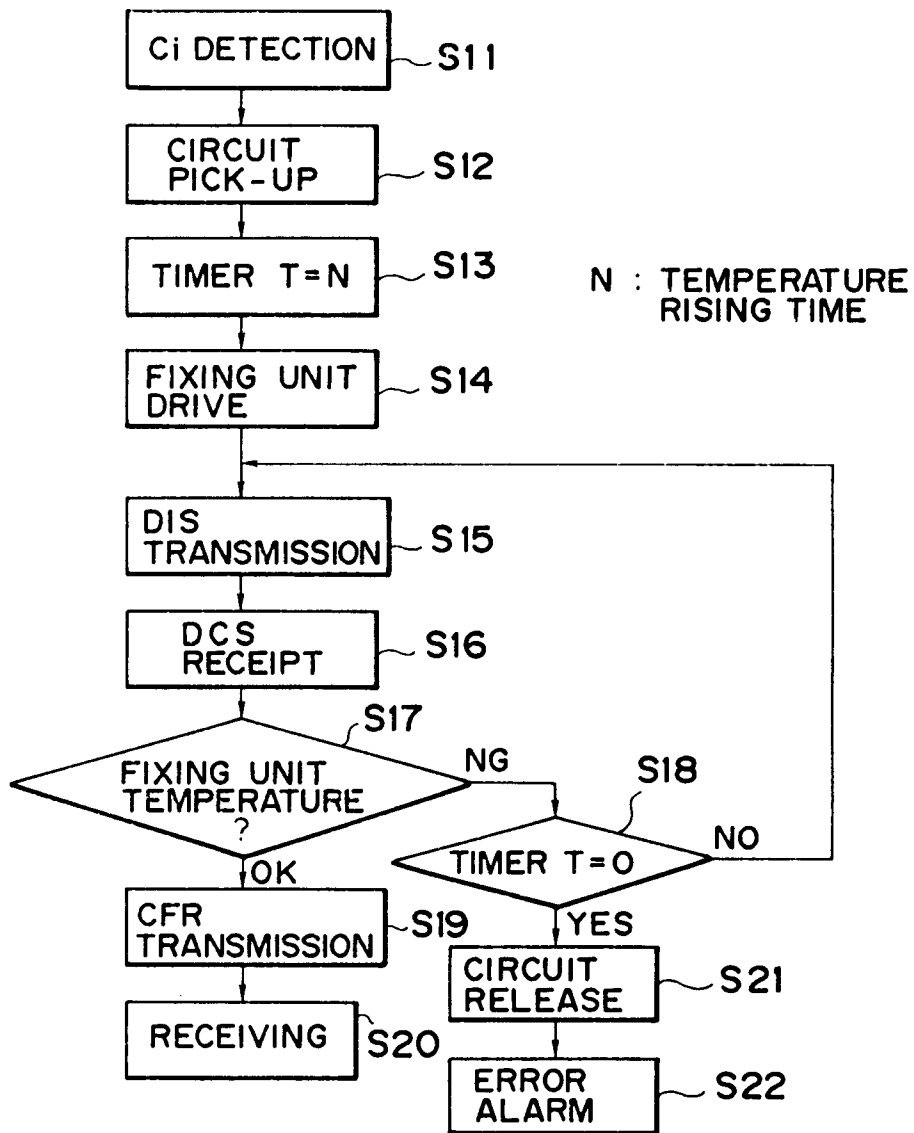 Ci DETECTION
S11
CIRCUIT
PICK-UP
S12
TIMER T=N
S13
N : TEMPERATURE
RISING TIME
FIXING UNIT
DRIVE
S14
DIS
TRANSMISSION
S15
DCS
RECEIPT
S16
S17
FIXING UNIT
TEMPERATURE
?
NG
OK
S18
TIMER T=0
NO
YES
CFR
TRANSMISSION
S19
RECEIVING
S20
CIRCUIT
RELEASE
S21
ERROR
ALARM
S22